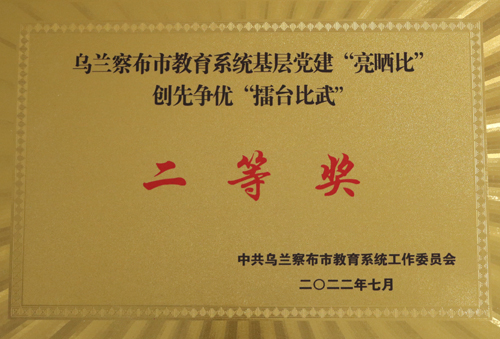 乌兰察布市教育系统基层党建“亮晒比”
创先争优“擂台比武”
二等奖
中共乌兰察布市教育系统工作委员会
二〇二二年七月